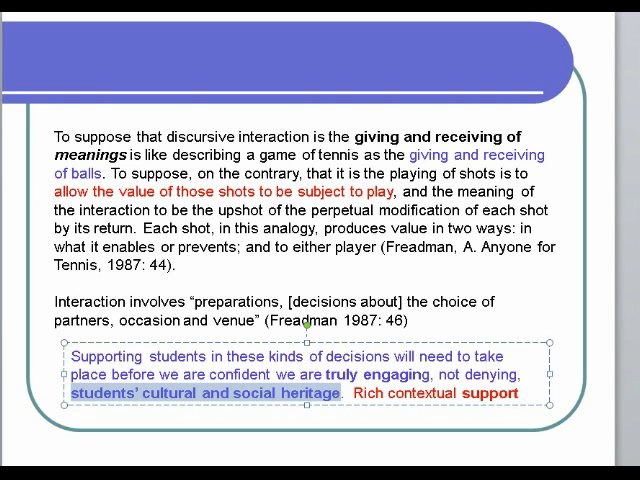 To suppose that discursive interaction is the giving and receiving of
meanings is like describing a game of tennis as the giving and receiving
of balls. To suppose, on the contrary, that it is the playing of shots is to
allow the value of those shots to be subject to play, and the meaning of
the interaction to be the upshot of the perpetual modification of each shot
by its return. Each shot, in this analogy, produces value in two ways: in
what it enables or prevents; and to either player (Freadman, A. Anyone for
Tennis, 1987: 44).
Interaction involves “preparations, [decisions about] the choice of
partners, occasion and venue” (Freadman 1987: 46)
Supporting students in these kinds of decisions will need to take
place before we are confident we are truly engaging, not denying,
students’ cultural and social heritage. Rich contextual support